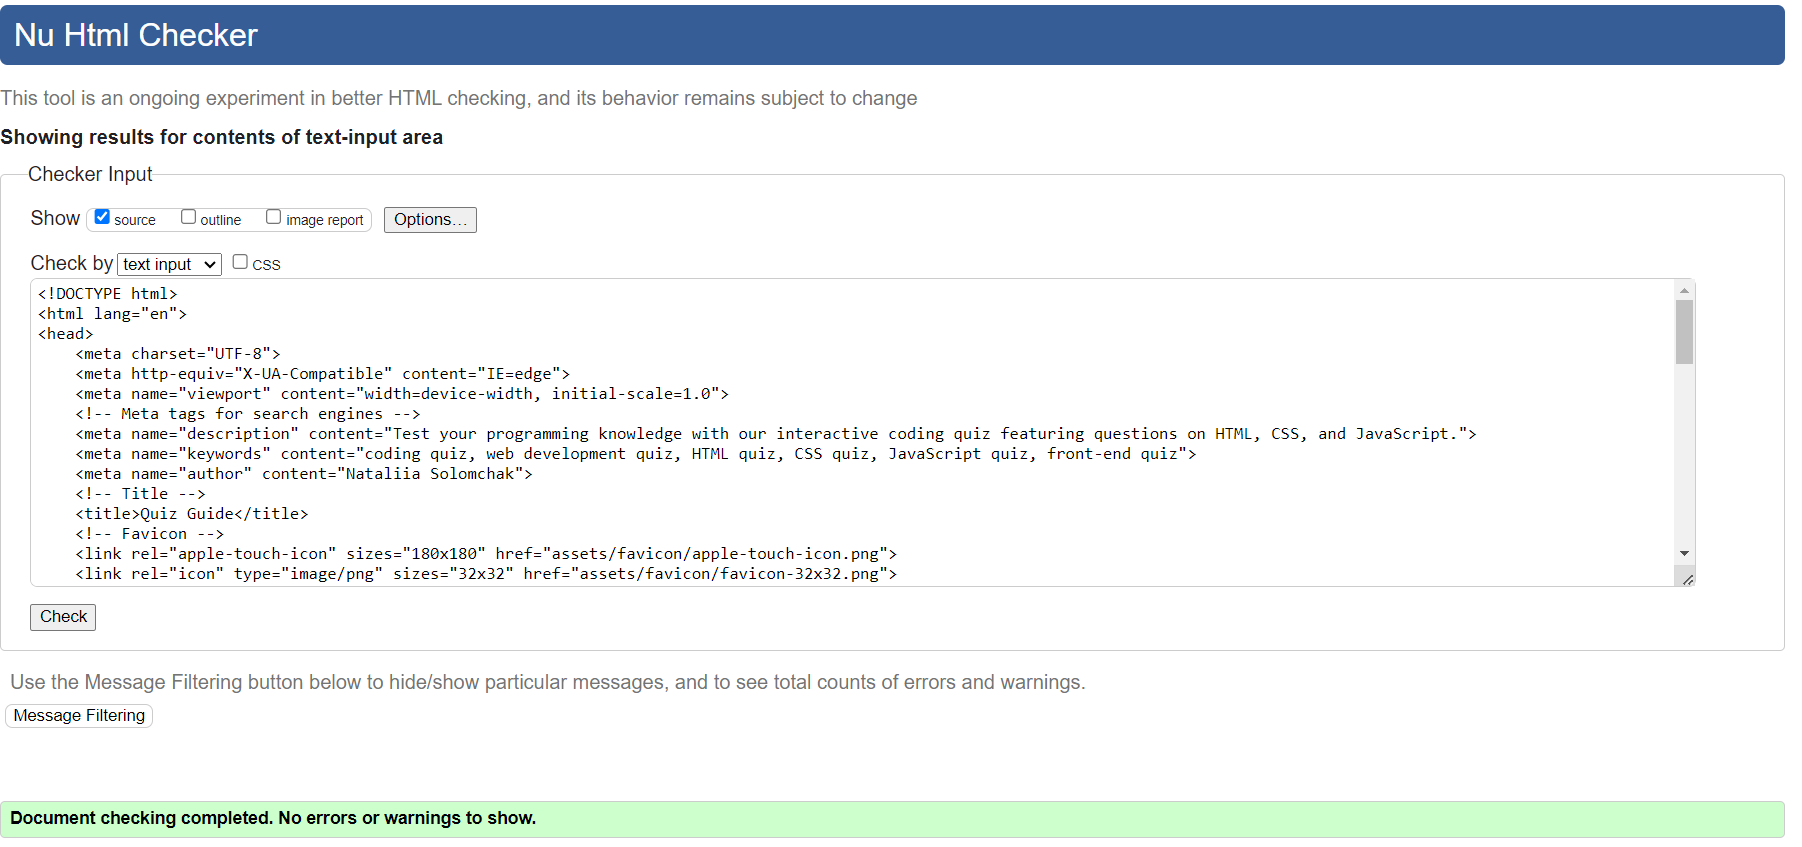 Nu Html Checker
This tool is an ongoing experiment in better HTML checking, and its behavior remains subject to change
Showing results for contents of text-input area
Checker Input
Show source outline image report Options...
Check by text input CSS
<!DOCTYPE html>
<html lang="en">
<head>
    <meta charset="UTF-8">
    <meta http-equiv="X-UA-Compatible" content="IE=edge">
    <meta name="viewport" content="width=device-width, initial-scale=1.0">
    <!-- Meta tags for search engines -->
    <meta name="description" content="Test your programming knowledge with our interactive coding quiz featuring questions on HTML, CSS, and JavaScript.">
    <meta name="keywords" content="coding quiz, web development quiz, HTML quiz, CSS quiz, JavaScript quiz, front-end quiz">
    <meta name="author" content="Nataliia Solomchak">
    <!-- Title -->
    <title>Quiz Guide</title>
    <!-- Favicon -->
    <link rel="apple-touch-icon" sizes="180x180" href="assets/favicon/apple-touch-icon.png">
    <link rel="icon" type="image/png" sizes="32x32" href="assets/favicon/favicon-32x32.png">
Check
Use the Message Filtering button below to hide/show particular messages, and to see total counts of errors and warnings.
Message Filtering
Document checking completed. No errors or warnings to show.